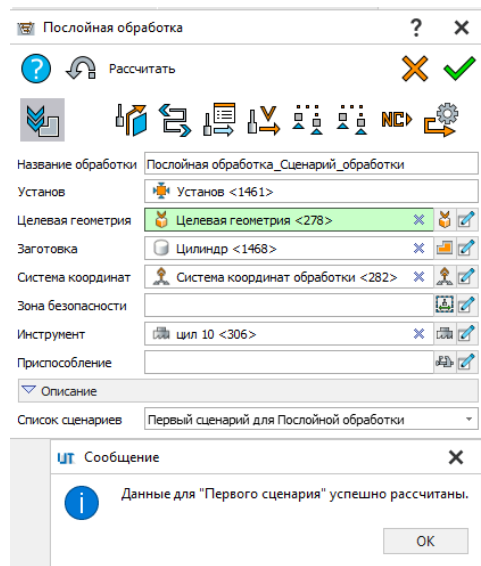 Послойная обработка
?
Рассчитать
NC
Название обработки Послойная обработка_Сценарий_обработки
Установ Установ <1461>
Целевая геометрия Целевая геометрия <278>
Заготовка Цилиндр <1468>
Система координат Система координат обработки <282>
Зона безопасности
Инструмент цил 10 <306>
Приспособление
Описание
Список сценариев Первый сценарий для Послойной обработки
Сообщение
Данные для "Первого сценария" успешно рассчитаны.
OK